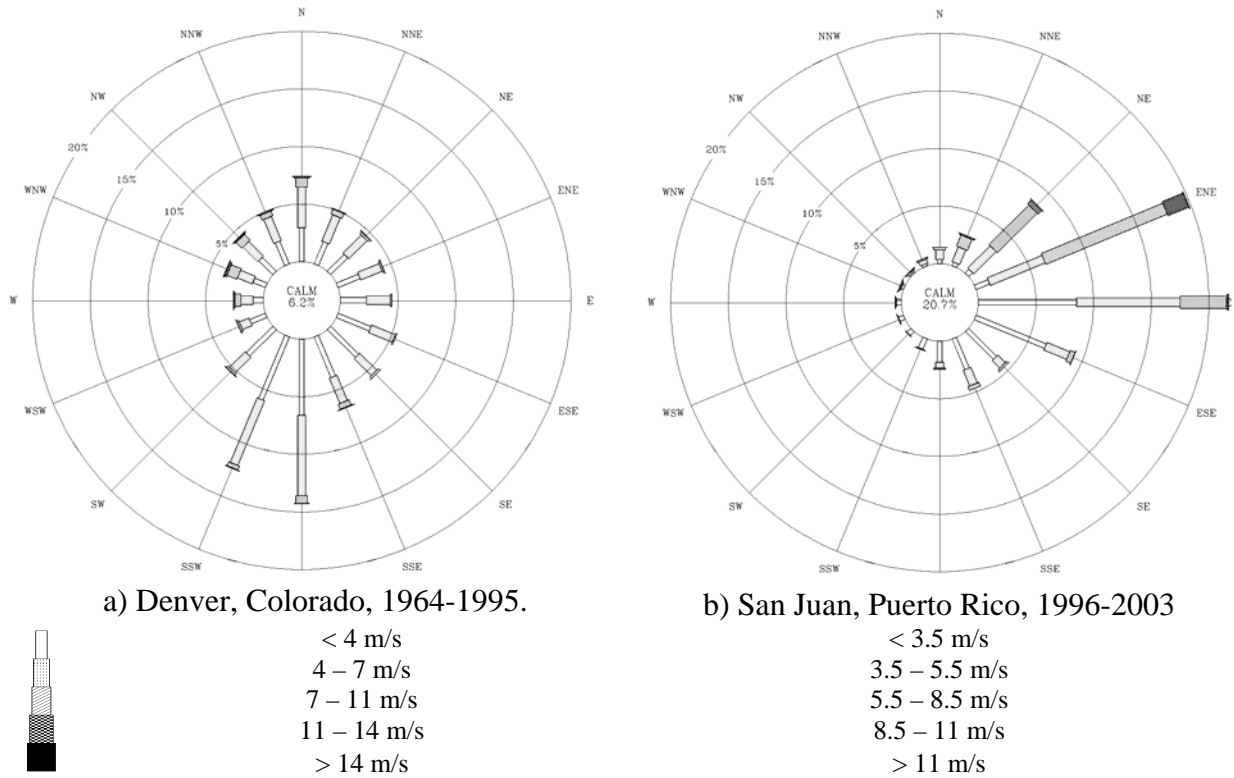 N
NNW
NNE
NW
NE
20%
15%
WNW
10%
ENE
5%
CALM
6.2%
W
E
WSW
ESE
SW
SE
SSW
SSE
S
N
NNW
NNE
NW
NE
20%
15%
WNW
10%
ENE
5%
CALM
20.7%
W
WSW
ESE
SW
SE
SSW
SSE
a) Denver, Colorado, 1964-1995.
b) San Juan, Puerto Rico, 1996-2003
< 4 m/s
< 3.5 m/s
4 – 7 m/s
3.5 – 5.5 m/s
7 – 11 m/s
5.5 – 8.5 m/s
11 – 14 m/s
8.5 – 11 m/s
> 14 m/s
> 11 m/s